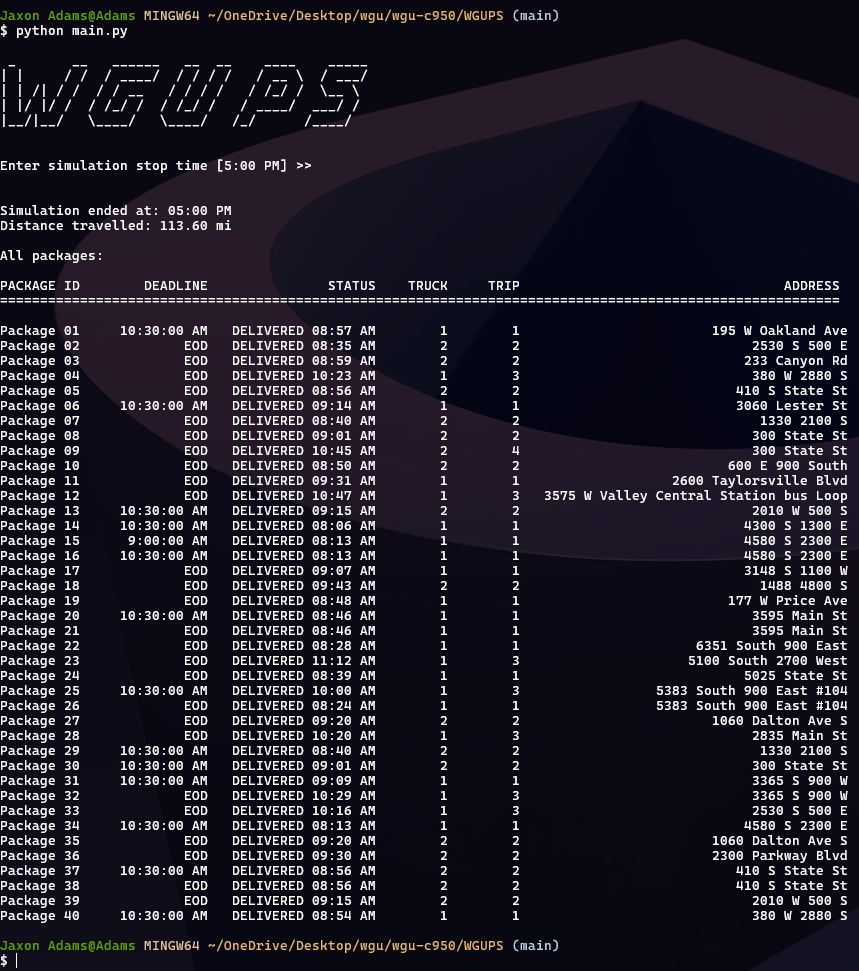 Jaxon Adams@Adams MINGW64 ~/OneDrive/Desktop/wgu/wgu-c950/WGUPS (main)
$ python main.py
WGUPS
Enter simulation stop time [5:00 PM] >>
Simulation ended at: 05:00 PM
Distance travelled: 113.60 mi
All packages:
PACKAGE ID DEADLINE STATUS TRUCK TRIP ADDRESS
Package 01 10:30:00 AM DELIVERED 08:57 AM 1 1 195 W Oakland Ave
Package 02 EOD DELIVERED 08:35 AM 2 2 2530 S 500 E
Package 03 EOD DELIVERED 08:59 AM 2 2 233 Canyon Rd
Package 04 EOD DELIVERED 10:23 AM 1 3 380 W 2880 S
Package 05 EOD DELIVERED 08:56 AM 2 2 410 S State St
Package 06 10:30:00 AM DELIVERED 09:14 AM 1 1 3060 Lester St
Package 07 EOD DELIVERED 08:40 AM 2 2 1330 2100 S
Package 08 EOD DELIVERED 09:01 AM 2 2 300 State St
Package 09 EOD DELIVERED 10:45 AM 2 4 300 State St
Package 10 EOD DELIVERED 08:50 AM 2 2 600 E 900 South
Package 11 EOD DELIVERED 09:31 AM 1 1 2600 Taylorsville Blvd
Package 12 EOD DELIVERED 10:47 AM 1 3 3575 W Valley Central Station bus Loop
Package 13 10:30:00 AM DELIVERED 09:15 AM 2 2 2010 W 500 S
Package 14 10:30:00 AM DELIVERED 08:06 AM 1 1 4300 S 1300 E
Package 15 9:00:00 AM DELIVERED 08:13 AM 1 1 4580 S 2300 E
Package 16 10:30:00 AM DELIVERED 08:13 AM 1 1 4580 S 2300 E
Package 17 EOD DELIVERED 09:07 AM 1 1 3148 S 1100 W
Package 18 EOD DELIVERED 09:43 AM 2 2 1488 4800 S
Package 19 EOD DELIVERED 08:48 AM 1 1 177 W Price Ave
Package 20 10:30:00 AM DELIVERED 08:46 AM 1 1 3595 Main St
Package 21 EOD DELIVERED 08:46 AM 1 1 3595 Main St
Package 22 EOD DELIVERED 08:28 AM 1 1 6351 South 900 East
Package 23 EOD DELIVERED 11:12 AM 1 3 5100 South 2700 West
Package 24 EOD DELIVERED 08:39 AM 1 1 5025 State St
Package 25 10:30:00 AM DELIVERED 10:00 AM 1 3 5383 South 900 East #104
Package 26 EOD DELIVERED 08:24 AM 1 1 5383 South 900 East #104
Package 27 EOD DELIVERED 09:20 AM 2 2 1060 Dalton Ave S
Package 28 EOD DELIVERED 10:20 AM 1 3 2835 Main St
Package 29 10:30:00 AM DELIVERED 08:40 AM 2 2 1330 2100 S
Package 30 10:30:00 AM DELIVERED 09:01 AM 2 2 300 State St
Package 31 10:30:00 AM DELIVERED 09:09 AM 1 1 3365 S 900 W
Package 32 EOD DELIVERED 10:29 AM 1 3 3365 S 900 W
Package 33 EOD DELIVERED 10:16 AM 1 3 2530 S 500 E
Package 34 10:30:00 AM DELIVERED 08:13 AM 1 1 4580 S 2300 E
Package 35 EOD DELIVERED 09:20 AM 2 2 1060 Dalton Ave S
Package 36 EOD DELIVERED 09:30 AM 2 2 2300 Parkway Blvd
Package 37 10:30:00 AM DELIVERED 08:56 AM 2 2 410 S State St
Package 38 EOD DELIVERED 08:56 AM 2 2 410 S State St
Package 39 EOD DELIVERED 09:15 AM 2 2 2010 W 500 S
Package 40 10:30:00 AM DELIVERED 08:54 AM 1 1 380 W 2880 S
Jaxon Adams@Adams MINGW64 ~/OneDrive/Desktop/wgu/wgu-c950/WGUPS (main)
$